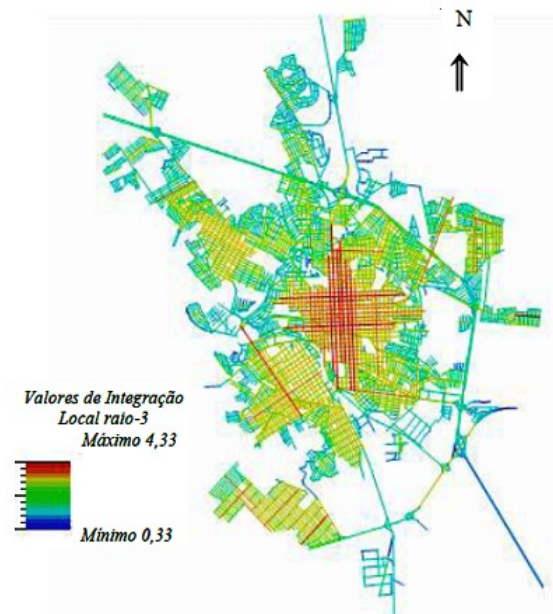 N
Valores de Integração
Local raio-3
Máximo 4,33
Mínimo 0,33